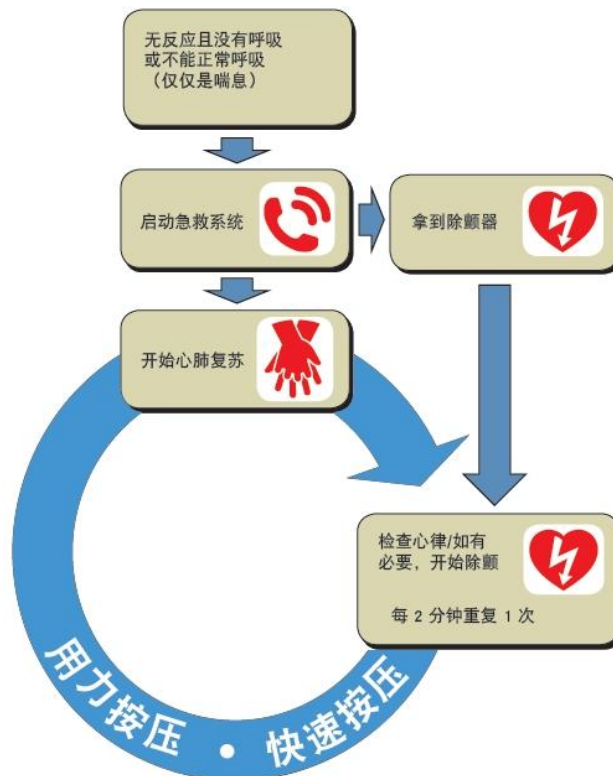 无反应且没有呼吸
或不能正常呼吸
（仅仅是喘息）
启动急救系统
拿到除颤器
开始心肺复苏
检查心律/如有
必要，开始除颤
每 2 分钟重复 1 次
用力按压 • 快速按压